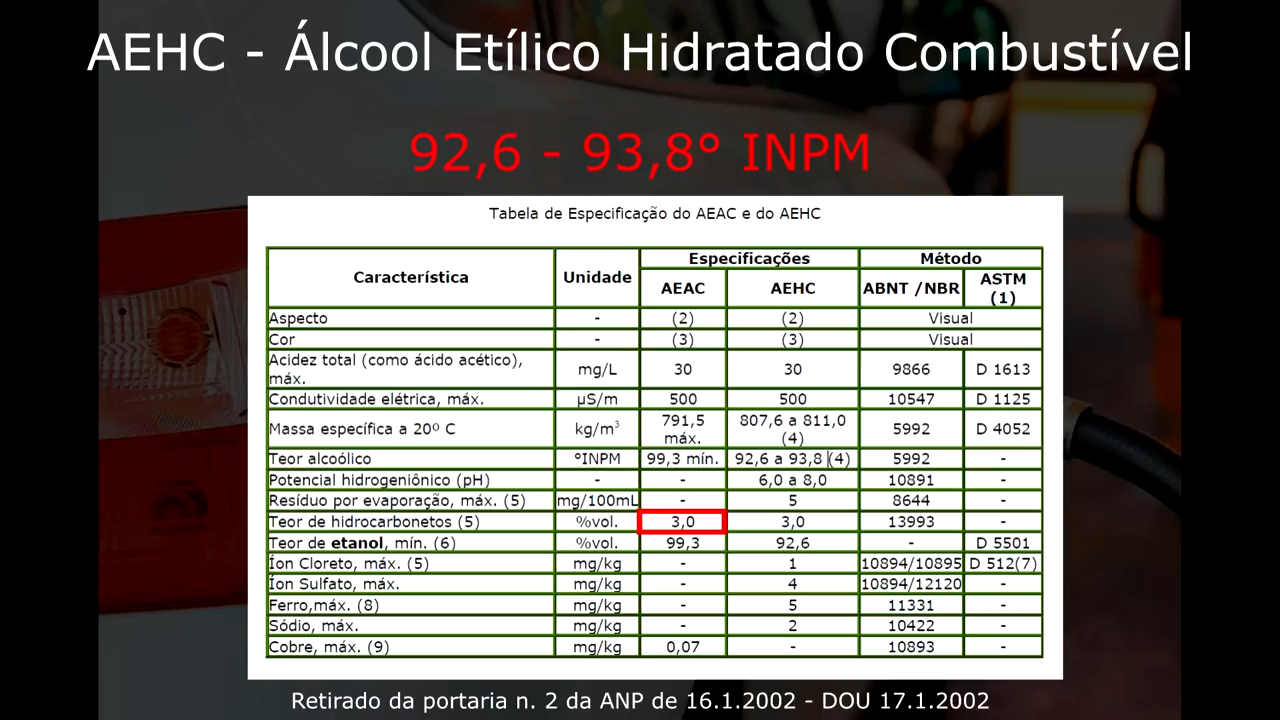 AEHC - Álcool Etílico Hidratado Combustível
92,6 - 93,8° INPM
Tabela de Especificação do AEAC e do AEHC
Característica Unidade Especificações Método
AEAC AEHC ABNT /NBR ASTM (1)
Aspecto - (2) (2) Visual
Cor - (3) (3) Visual
Acidez total (como ácido acético), máx. mg/L 30 30 9866 D 1613
Condutividade elétrica, máx. µS/m 500 500 10547 D 1125
Massa específica a 20º C kg/m³ 791,5 máx. 807,6 a 811,0 (4) 5992 D 4052
Teor alcoólico °INPM 99,3 mín. 92,6 a 93,8 (4) 5992 -
Potencial hidrogeniônico (pH) - - 6,0 a 8,0 10891 -
Resíduo por evaporação, máx. (5) mg/100mL - 5 8644 -
Teor de hidrocarbonetos (5) %vol. 3,0 3,0 13993 -
Teor de etanol, mín. (6) %vol. 99,3 92,6 - D 5501
Íon Cloreto, máx. (5) mg/kg - 1 10894/10895 D 512(7)
Íon Sulfato, máx. mg/kg - 4 10894/12120 -
Ferro,máx. (8) mg/kg - 5 11331 -
Sódio, máx. mg/kg - 2 10422 -
Cobre, máx. (9) mg/kg 0,07 - 10893 -
Retirado da portaria n. 2 da ANP de 16.1.2002 - DOU 17.1.2002